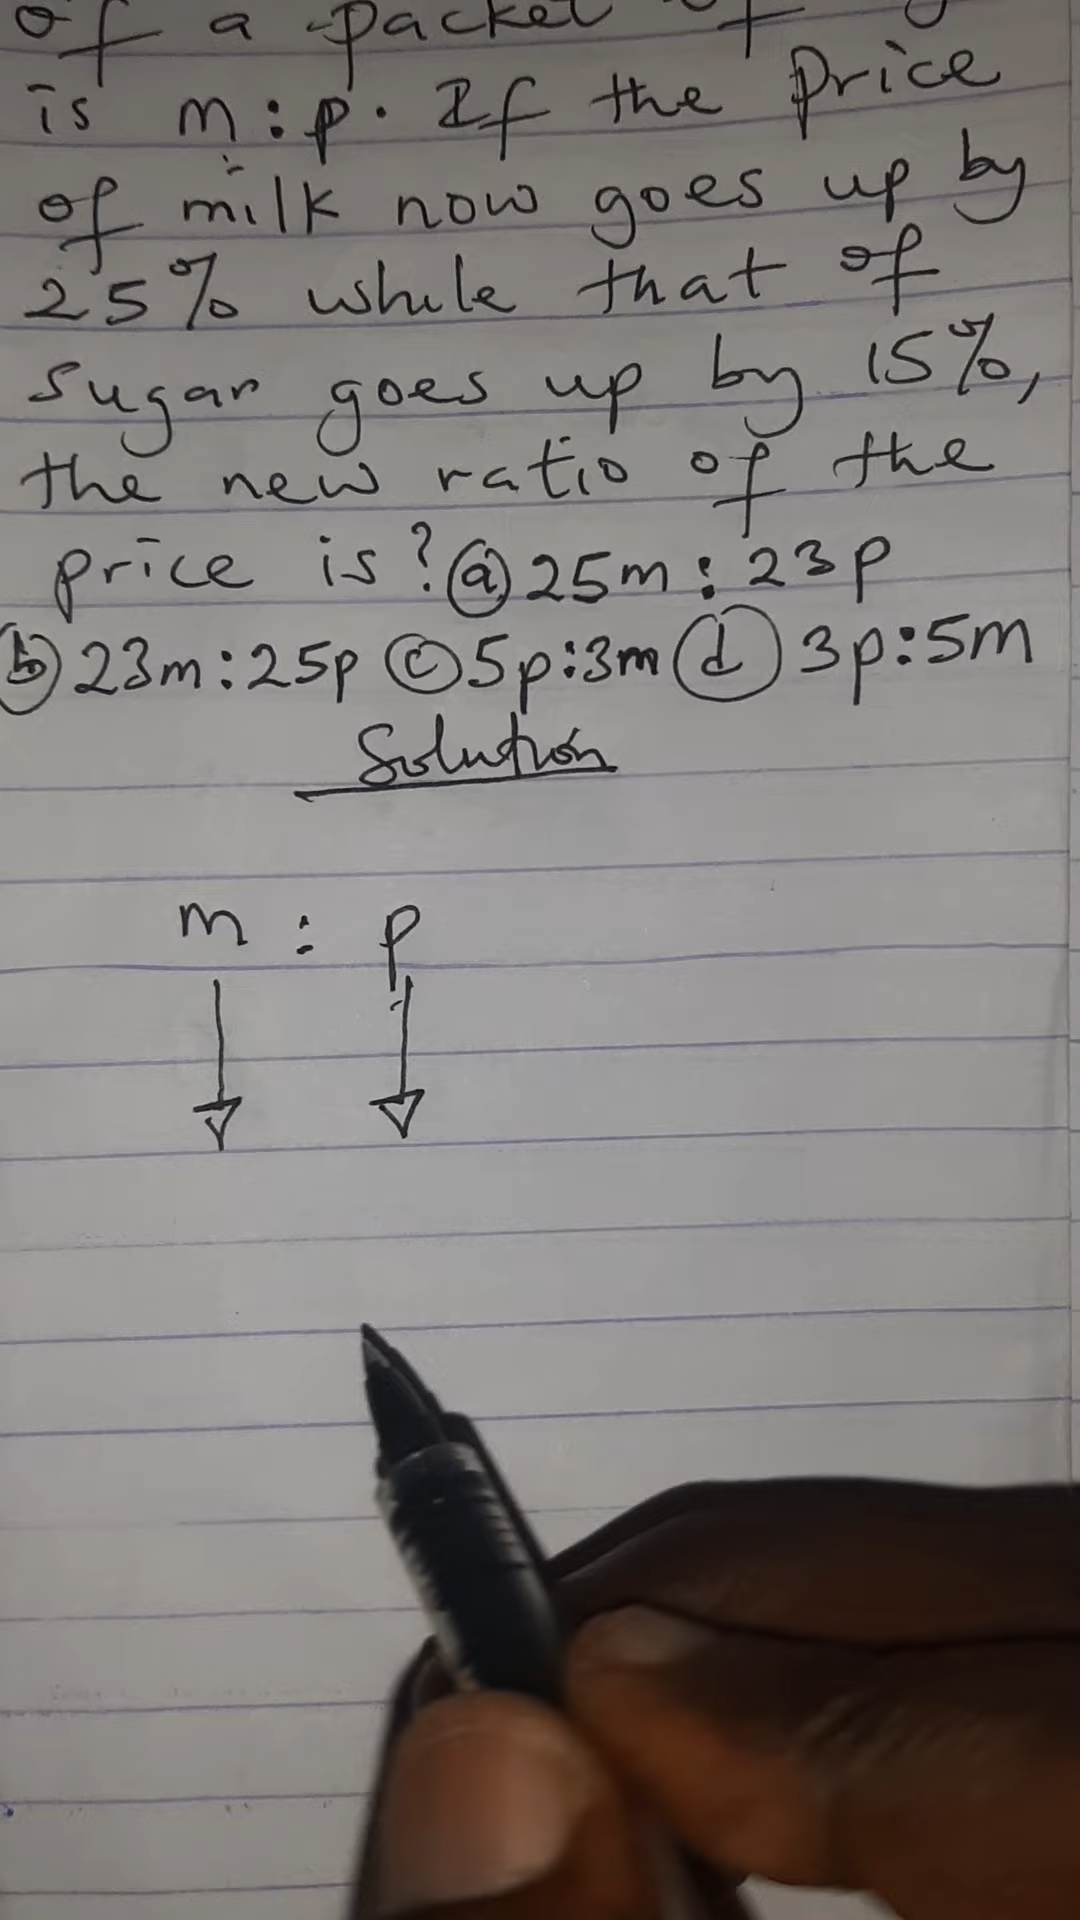 of a packet of
is m:p. If the price
of milk now goes up by
25% while that of
sugar goes up by 15%,
the new ratio of the
price is? (a) 25m : 23p
(b) 23m:25p (c) 5p:3m (d) 3p:5m
Solution
m : p